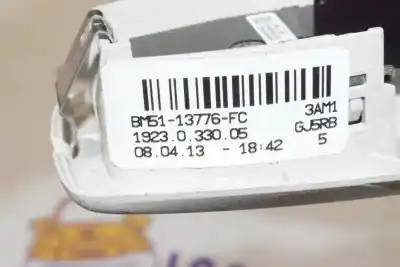 BM51-13776-FC 3AM1
1923.0.330.05 GJ5RB
08.04.13 - 18:42 5